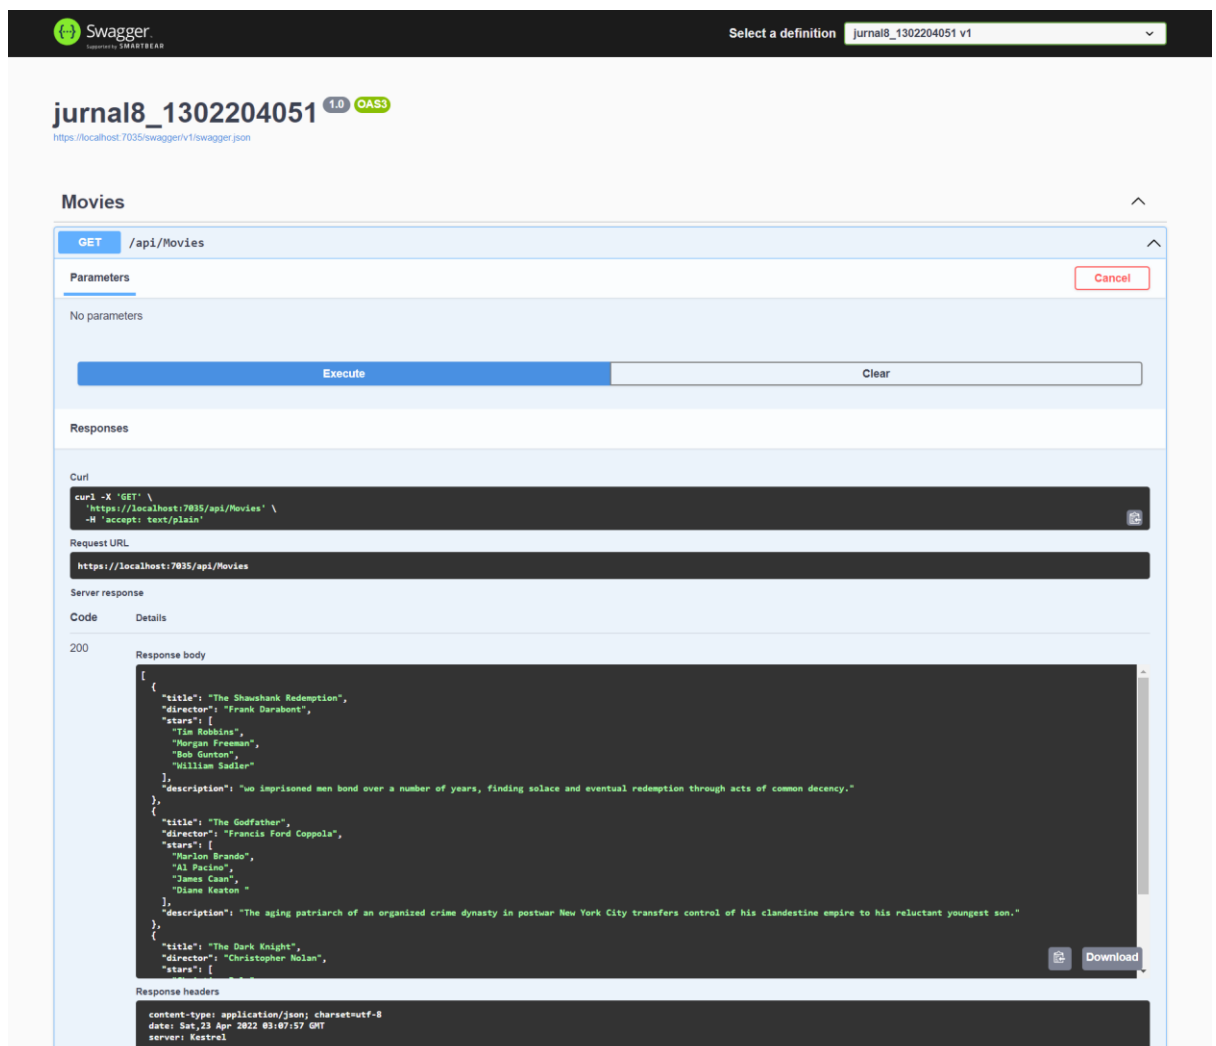 Swagger.
Supported by SMARTBEAR
Select a definition
jurnal8_1302204051 v1
jurnal8_1302204051 1.0 OAS3
https://localhost:7035/swagger/v1/swagger.json
Movies
GET /api/Movies
Parameters
Cancel
No parameters
Execute
Clear
Responses
Curl
curl -X 'GET' \
'https://localhost:7035/api/Movies' \
-H 'accept: text/plain'
Request URL
https://localhost:7035/api/Movies
Server response
Code Details
200
Response body
[
{
"title": "The Shawshank Redemption",
"director": "Frank Darabont",
"stars": [
"Tim Robbins",
"Morgan Freeman",
"Bob Gunton",
"William Sadler"
],
"description": "wo imprisoned men bond over a number of years, finding solace and eventual redemption through acts of common decency."
},
{
"title": "The Godfather",
"director": "Francis Ford Coppola",
"stars": [
"Marlon Brando",
"Al Pacino",
"James Caan",
"Diane Keaton "
],
"description": "The aging patriarch of an organized crime dynasty in postwar New York City transfers control of his clandestine empire to his reluctant youngest son."
},
{
"title": "The Dark Knight",
"director": "Christopher Nolan",
"stars": [
Download
Response headers
content-type: application/json; charset=utf-8
date: Sat,23 Apr 2022 03:07:57 GMT
server: Kestrel